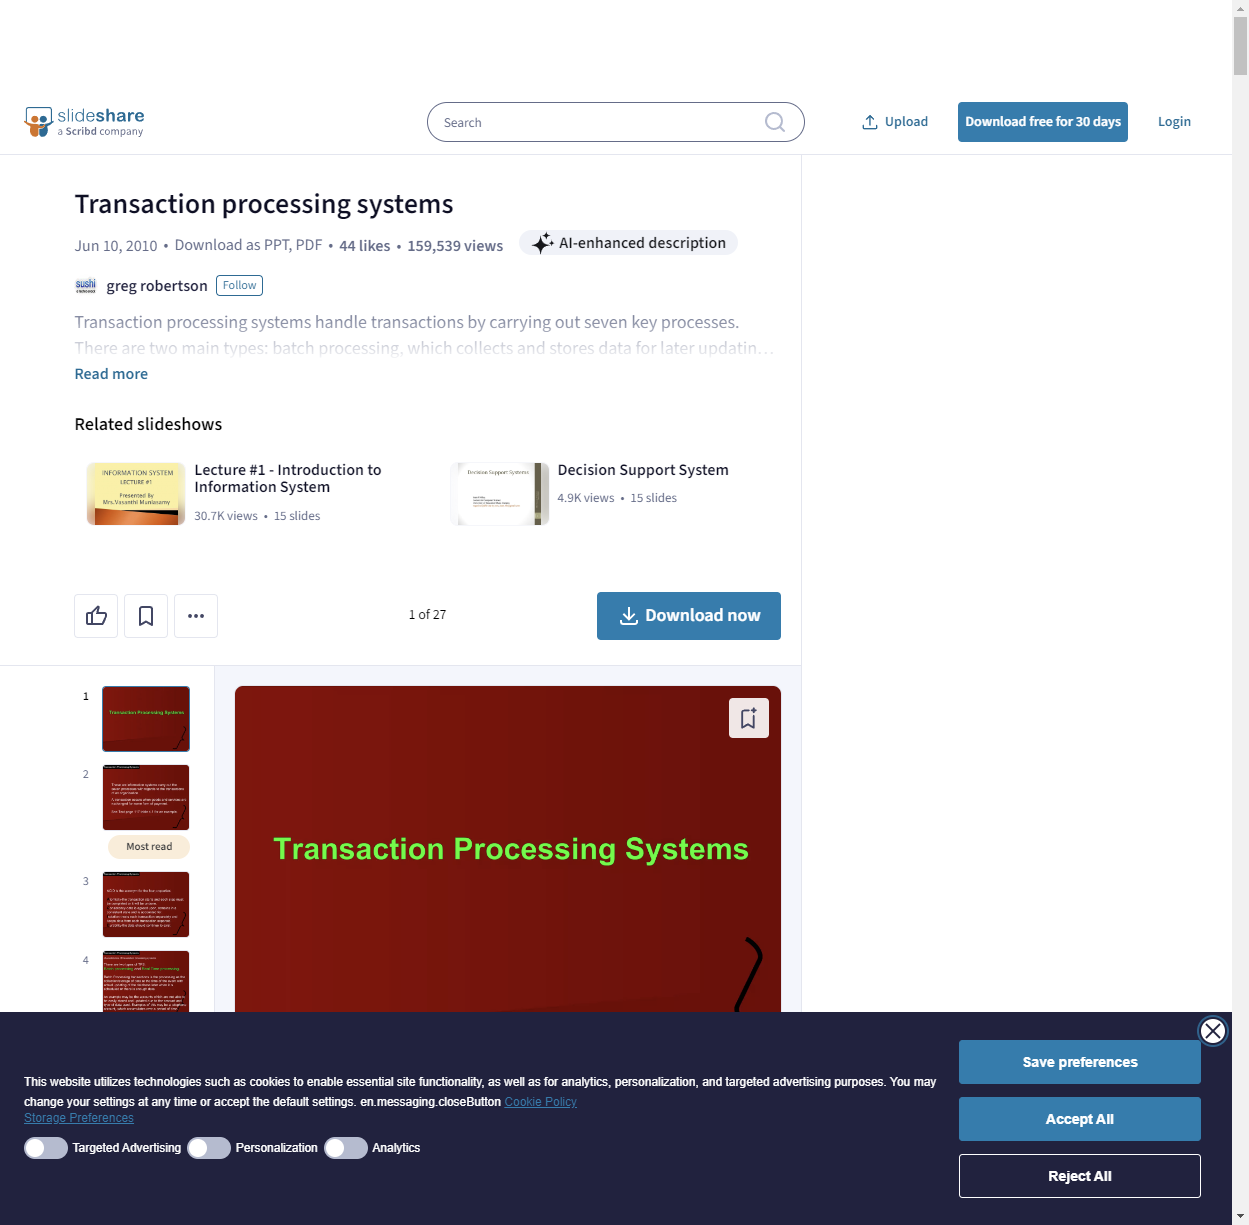 slideshare
a Scribd company
Search
Upload
Download free for 30 days
Login
Transaction processing systems
Jun 10, 2010 • Download as PPT, PDF • 44 likes • 159,539 views
AI-enhanced description
sushi
greg robertson
Follow
Transaction processing systems handle transactions by carrying out seven key processes.
There are two main types: batch processing, which collects and stores data for later updatin…
Read more
Related slideshows
INFORMATION SYSTEM
LECTURE #1
Presented By
Mrs.Vasanthi Muniasamy
Lecture #1 - Introduction to
Information System
30.7K views • 15 slides
Decision Support Systems
Decision Support System
4.9K views • 15 slides
1 of 27
Download now
1
Transaction Processing Systems
2
Most read
3
4
Transaction Processing Systems
This website utilizes technologies such as cookies to enable essential site functionality, as well as for analytics, personalization, and targeted advertising purposes. You may
change your settings at any time or accept the default settings. en.messaging.closeButton Cookie Policy
Storage Preferences
Targeted Advertising
Personalization
Analytics
Save preferences
Accept All
Reject All